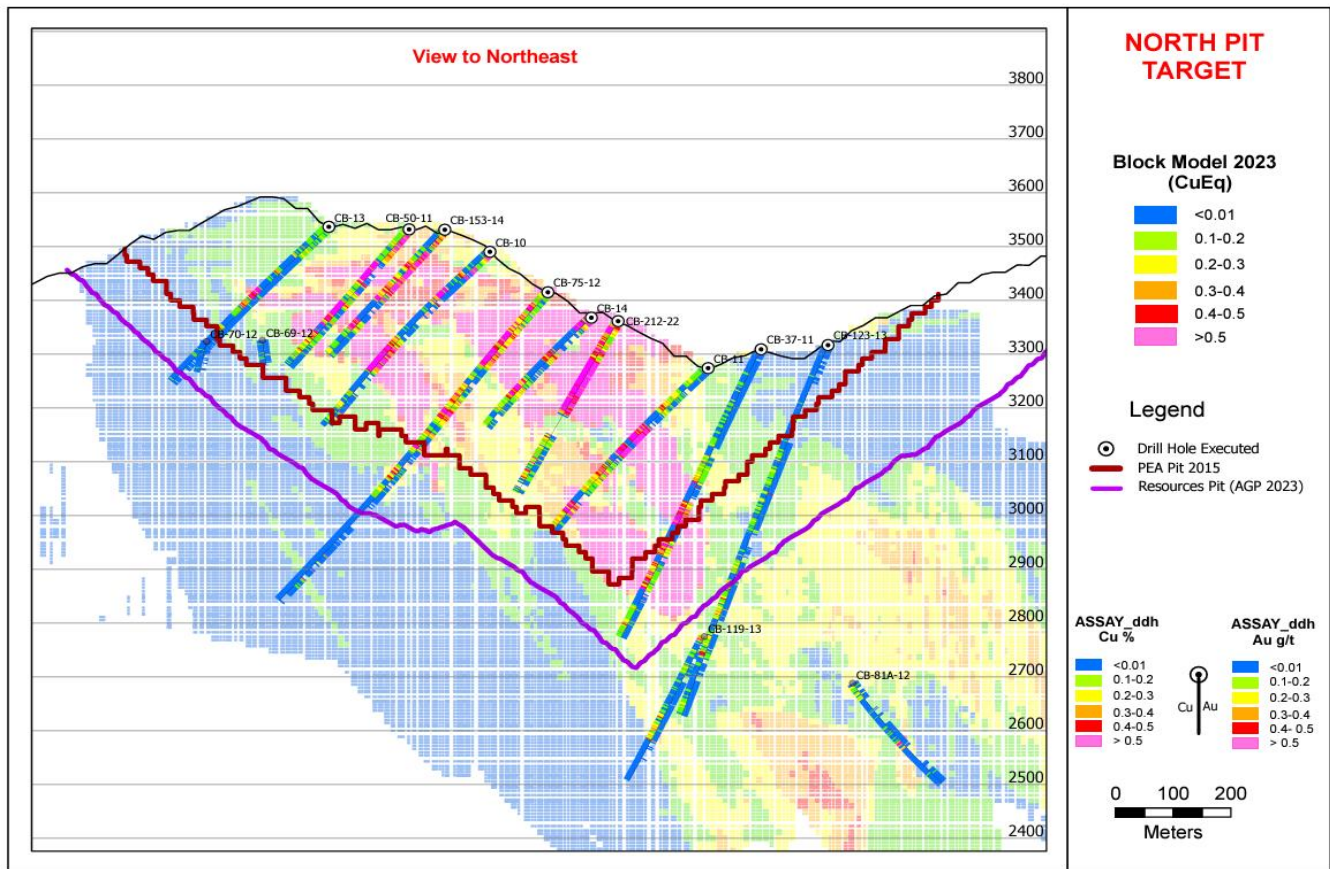 View to Northeast
3800
3700
3600
3500
3400
3300
3200
3100
3000
2900
2800
2700
2600
2500
2400
CB-13
CB-50-11
CB-153-14
CB-10
CB-75-12
CB-14
CB-212-22
CB-11
CB-37-11
CB-123-13
CB-70-12
CB-69-12
CB-119-13
CB-81A-12
NORTH PIT
TARGET
Block Model 2023
(CuEq)
<0.01
0.1-0.2
0.2-0.3
0.3-0.4
0.4-0.5
>0.5
Legend
Drill Hole Executed
PEA Pit 2015
Resources Pit (AGP 2023)
ASSAY_ddh
Cu %
<0.01
0.1-0.2
0.2-0.3
0.3-0.4
0.4-0.5
> 0.5
Cu
Au
ASSAY_ddh
Au g/t
<0.01
0.1-0.2
0.2-0.3
0.3-0.4
0.4- 0.5
> 0.5
0 100 200
Meters